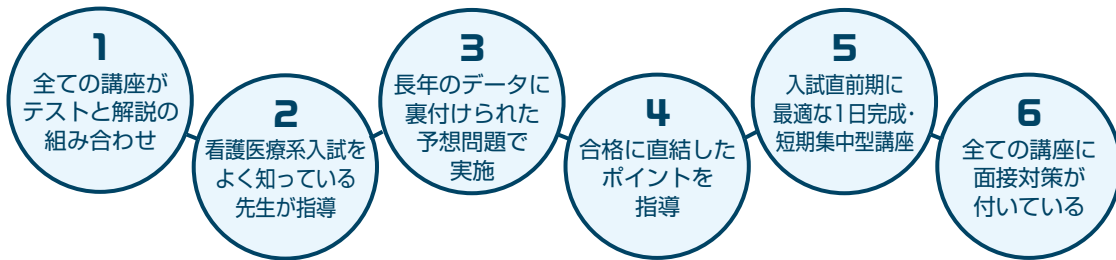 1
全ての講座が
テストと解説の
組み合わせ
2
看護医療系入試を
よく知っている
先生が指導
3
長年のデータに
裏付けられた
予想問題で
実施
4
合格に直結した
ポイントを
指導
5
入試直前期に
最適な1日完成・
短期集中型講座
6
全ての講座に
面接対策が
付いている